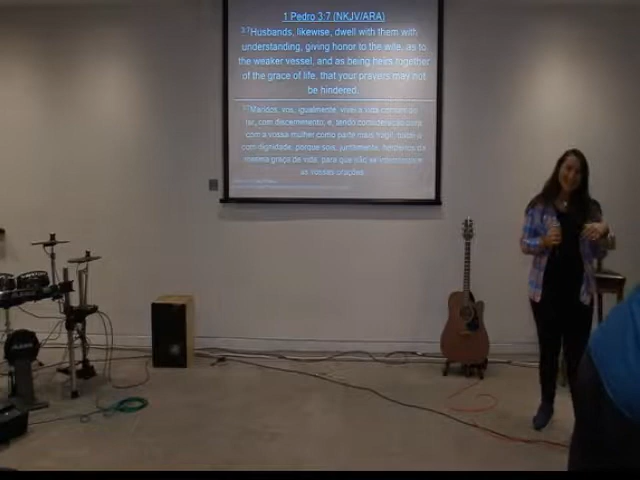 1 Pedro 3:7 (NKJV/ARA)
3:7Husbands, likewise, dwell with them with
understanding, giving honor to the wife, as to
the weaker vessel, and as being heirs together
of the grace of life, that your prayers may not
be hindered.
3:7Maridos, vós, igualmente, vivei a vida comum do
lar, com discernimento; e, tendo consideração para
com a vossa mulher como parte mais frágil, tratai-a
com dignidade, porque sois, juntamente, herdeiros da
mesma graça de vida, para que não se interrompam
as vossas orações.